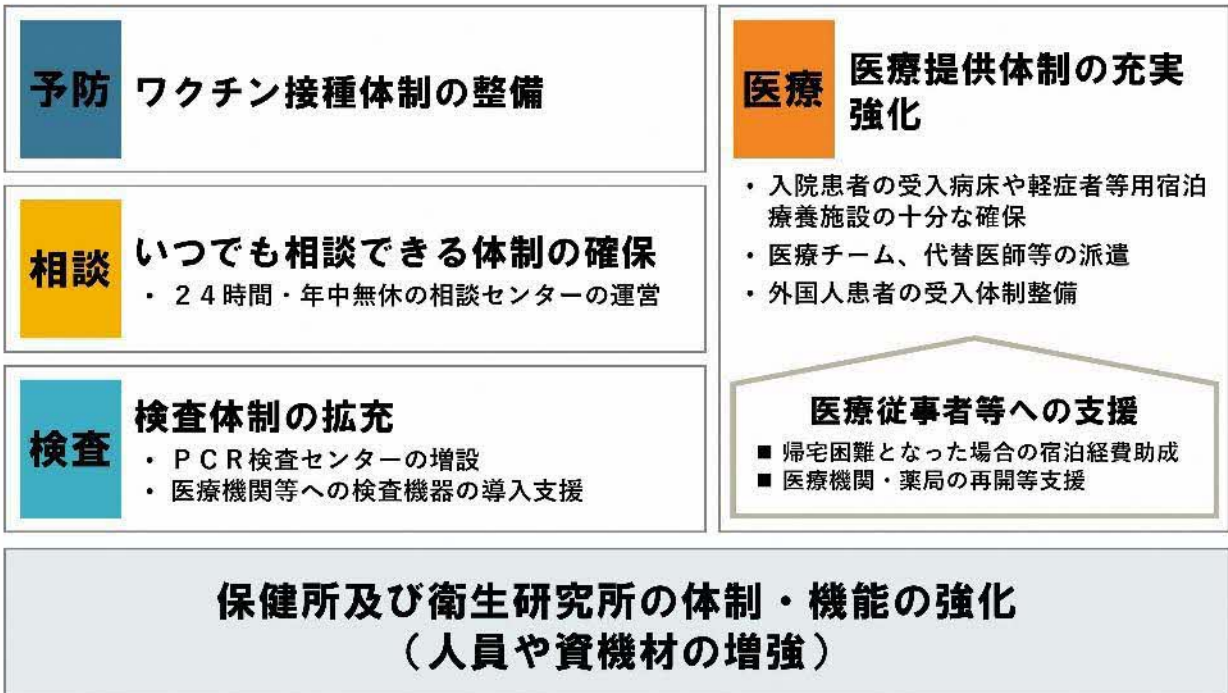 予防
ワクチン接種体制の整備
相談
いつでも相談できる体制の確保
・ 24時間・年中無休の相談センターの運営
検査
検査体制の拡充
・ PCR検査センターの増設
・ 医療機関等への検査機器の導入支援
医療
医療提供体制の充実
強化
・ 入院患者の受入病床や軽症者等用宿泊
療養施設の十分な確保
・ 医療チーム、代替医師等の派遣
・ 外国人患者の受入体制整備
医療従事者等への支援
■ 帰宅困難となった場合の宿泊経費助成
■ 医療機関・薬局の再開等支援
保健所及び衛生研究所の体制・機能の強化
(人員や資機材の増強)